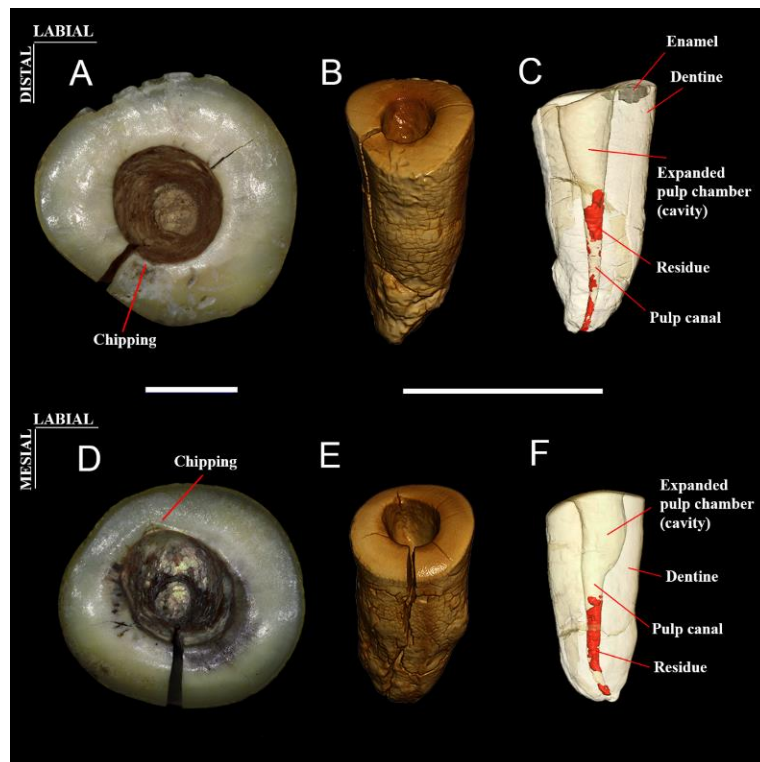 LABIAL
DISTAL
A
B
C
Enamel
Dentine
Expanded
pulp chamber
(cavity)
Residue
Pulp canal
Chipping
LABIAL
MESIAL
D
E
F
Chipping
Expanded
pulp chamber
(cavity)
Dentine
Pulp canal
Residue